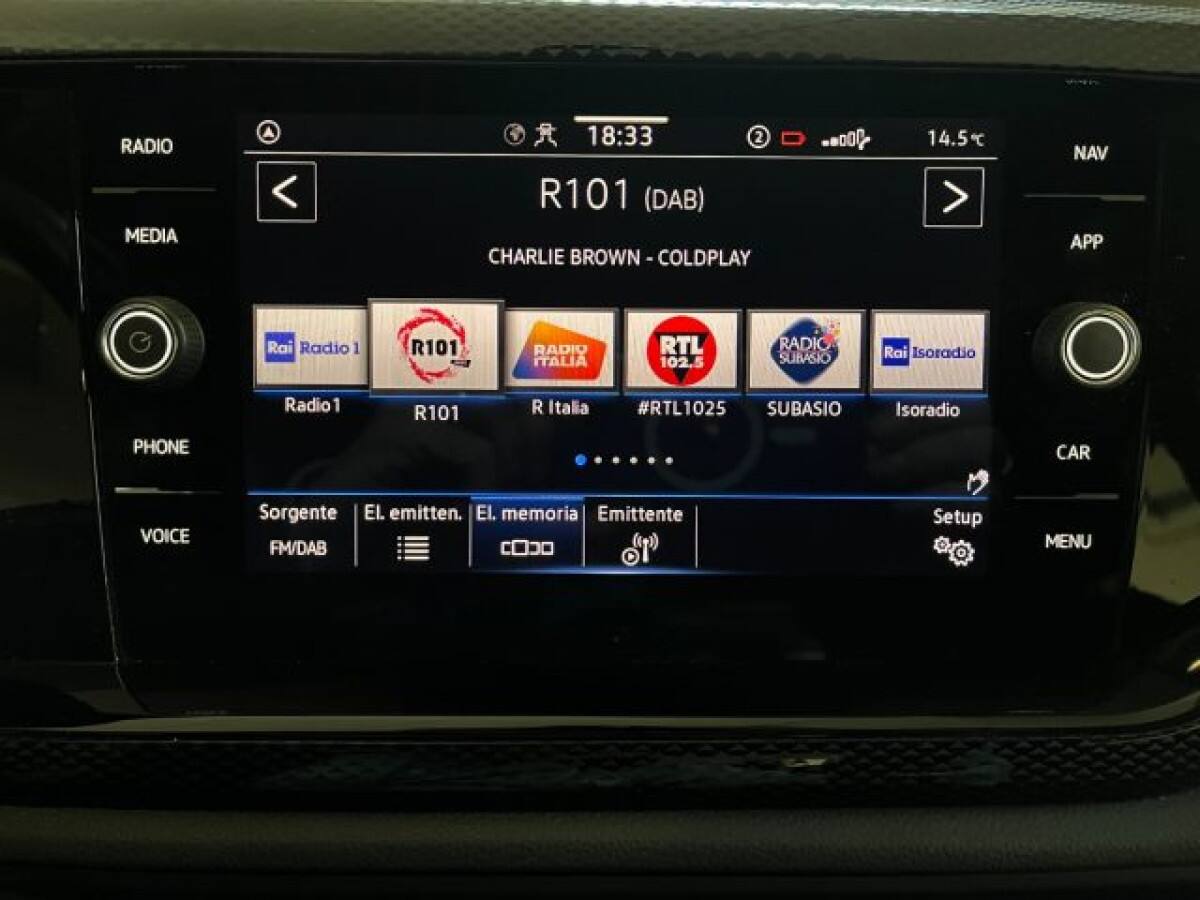 RADIO
MEDIA
PHONE
VOICE
18:33
2
14.5°C
R101 (DAB)
CHARLIE BROWN - COLDPLAY
Rai Radio 1
R101
RADIO ITALIA
RTL 102.5
RADIO SUBASIO
Rai Isoradio
Radio1
R101
R Italia
#RTL1025
SUBASIO
Isoradio
Sorgente
FM/DAB
El. emitten.
El. memoria
Emittente
Setup
NAV
APP
CAR
MENU